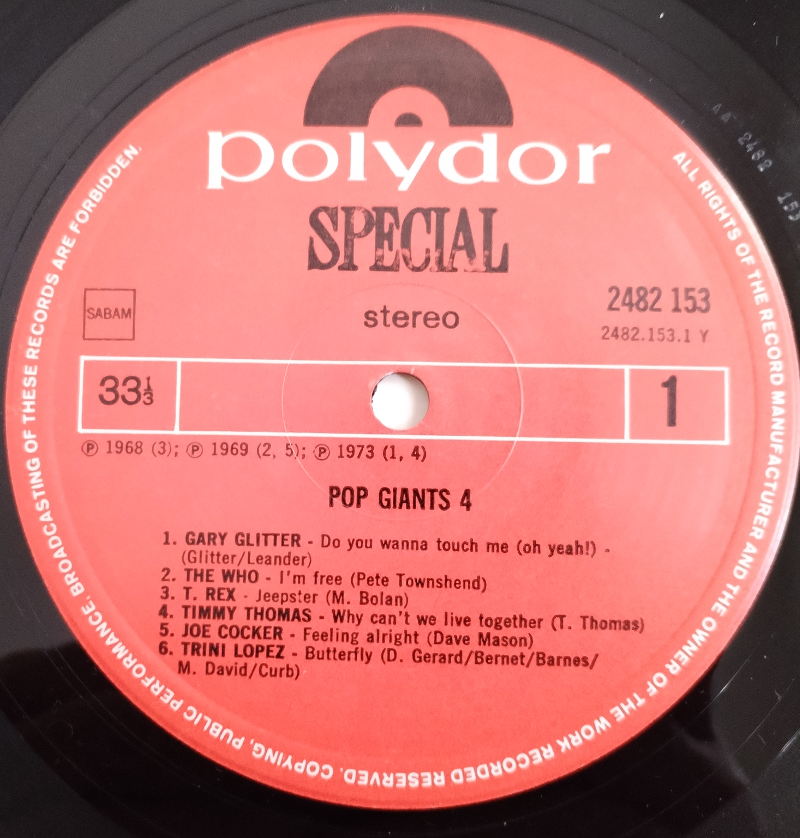 polydor
SPECIAL
SABAM
stereo
2482 153
2482.153.1 Y
33⅓
1
Ⓟ 1968 (3); Ⓟ 1969 (2, 5); Ⓟ 1973 (1, 4)
POP GIANTS 4
1. GARY GLITTER - Do you wanna touch me (oh yeah!) -
(Glitter/Leander)
2. THE WHO - I'm free (Pete Townshend)
3. T. REX - Jeepster (M. Bolan)
4. TIMMY THOMAS - Why can't we live together (T. Thomas)
5. JOE COCKER - Feeling alright (Dave Mason)
6. TRINI LOPEZ - Butterfly (D. Gerard/Bernet/Barnes/
M. David/Curb)
ALL RIGHTS OF THE RECORD MANUFACTURER AND THE OWNER OF THE WORK RECORDED RESERVED. COPYING, PUBLIC PERFORMANCE, BROADCASTING OF THESE RECORDS ARE FORBIDDEN.
AA 2482 153